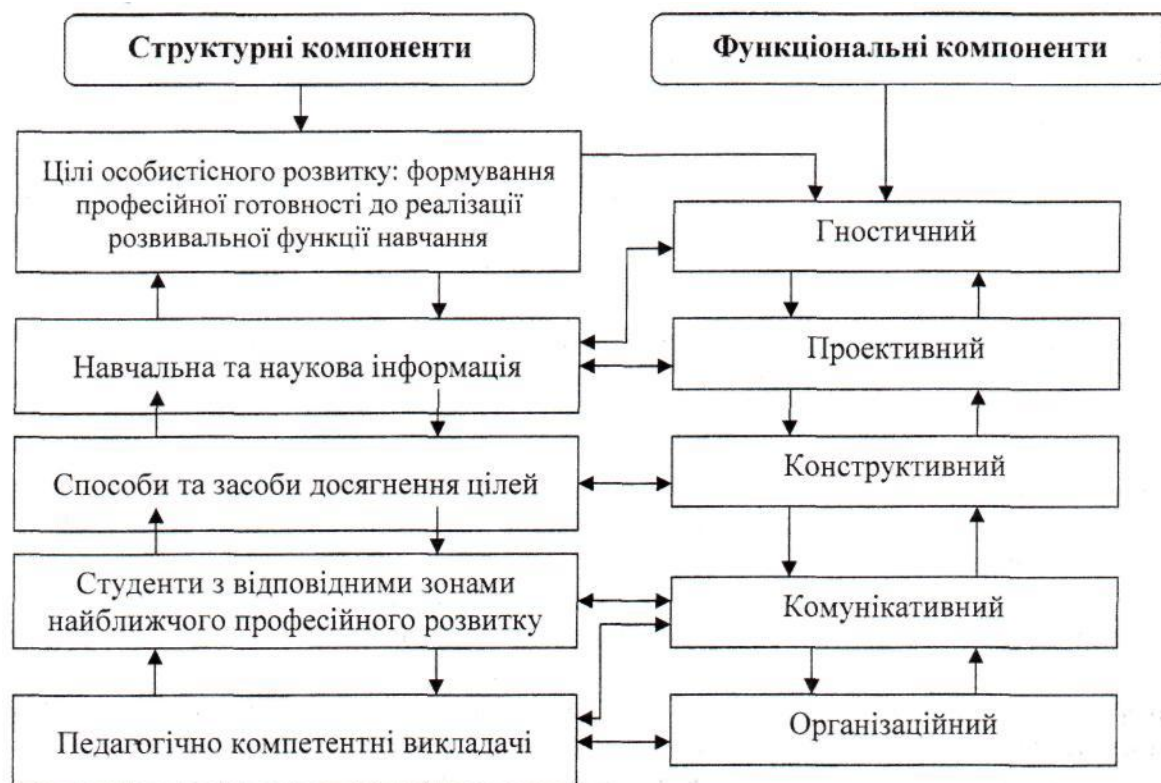 Структурні компоненти
Функціональні компоненти
Цілі особистісного розвитку: формування
професійної готовності до реалізації
розвивальної функції навчання
Гностичний
Навчальна та наукова інформація
Проективний
Способи та засоби досягнення цілей
Конструктивний
Студенти з відповідними зонами
найближчого професійного розвитку
Комунікативний
Педагогічно компетентні викладачі
Організаційний